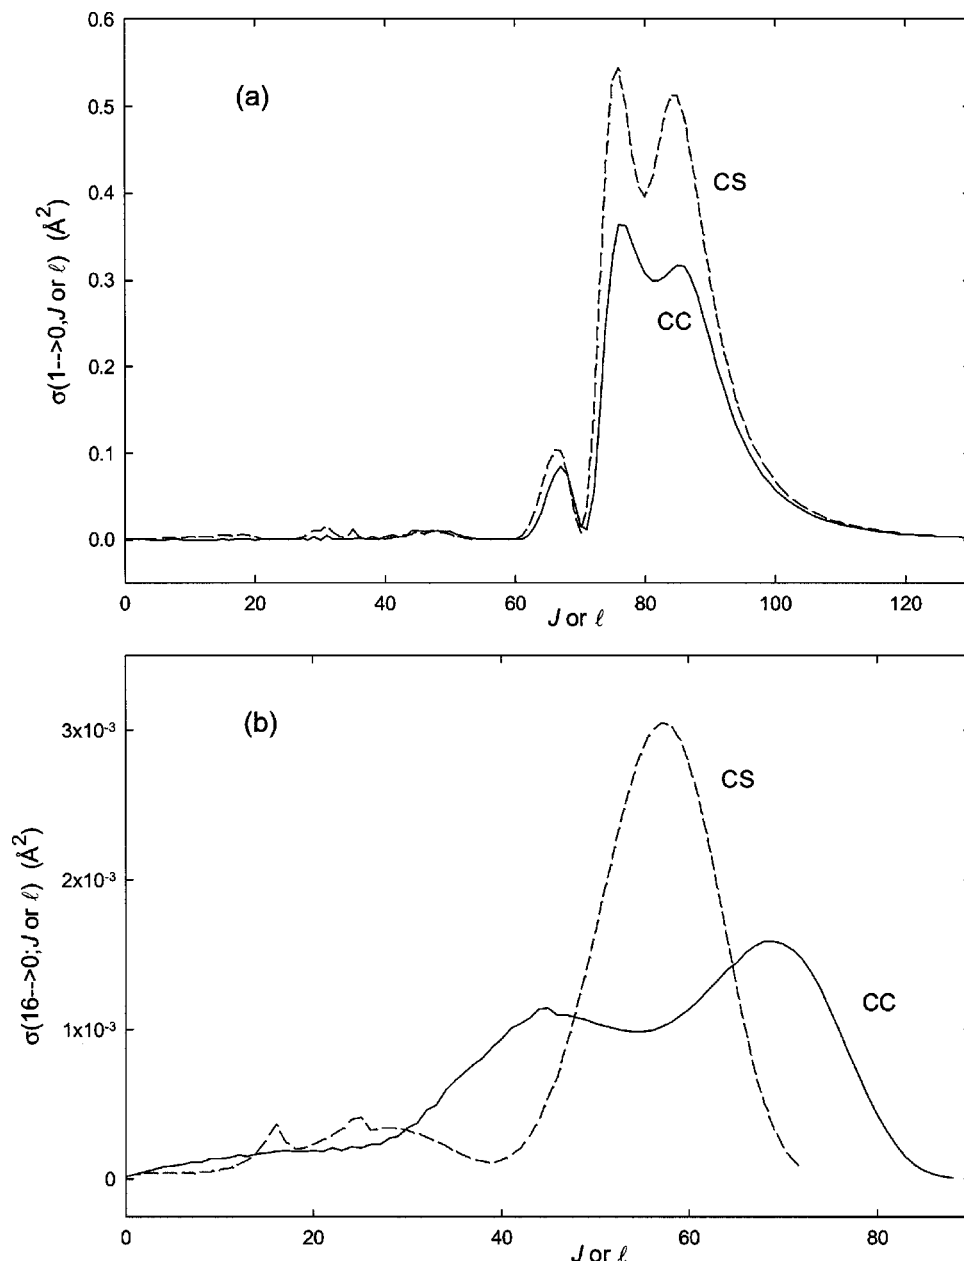 0.6
(a)
0.5
CS
0.4
σ(1-->0,J or ℓ) (Å²)
0.3
CC
0.2
0.1
0.0
0 20 40 60 80 100 120
J or ℓ
(b)
3x10⁻³
CS
σ(16-->0;J or ℓ) (Å²)
2x10⁻³
CC
1x10⁻³
0
0 20 40 60 80
J or ℓ